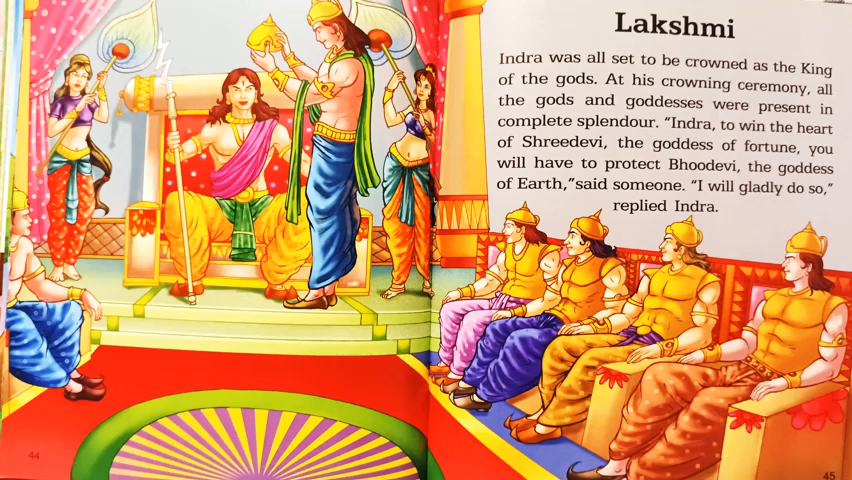 Lakshmi
Indra was all set to be crowned as the King
of the gods. At his crowning ceremony, all
the gods and goddesses were present in
complete splendour. “Indra, to win the heart
of Shreedevi, the goddess of fortune, you
will have to protect Bhoodevi, the goddess
of Earth,”said someone. “I will gladly do so,”
replied Indra.
44
45